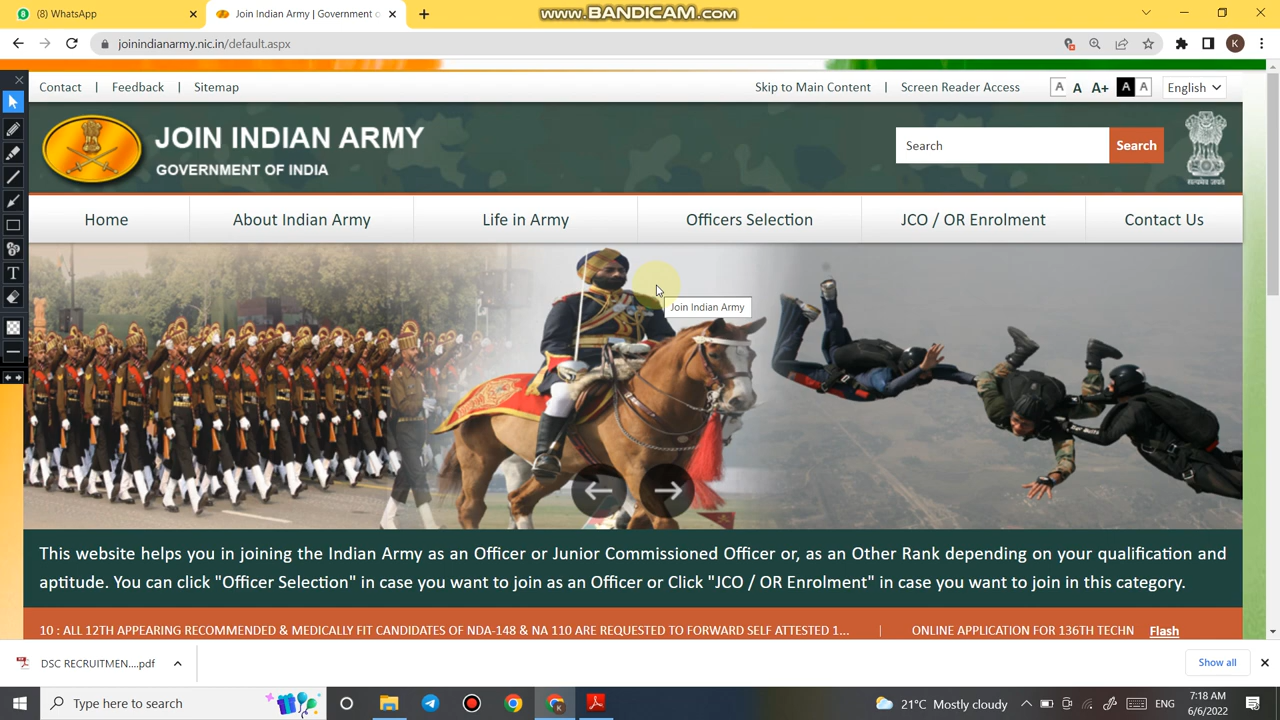 (8) WhatsApp
Join Indian Army | Government o
www.BANDICAM.com
joinindianarmy.nic.in/default.aspx
K
Contact | Feedback | Sitemap
Skip to Main Content | Screen Reader Access
A A A+ A A
English
JOIN INDIAN ARMY
GOVERNMENT OF INDIA
Search
Search
सत्यमेव जयते
Home
About Indian Army
Life in Army
Officers Selection
JCO / OR Enrolment
Contact Us
Join Indian Army
This website helps you in joining the Indian Army as an Officer or Junior Commissioned Officer or, as an Other Rank depending on your qualification and
aptitude. You can click "Officer Selection" in case you want to join as an Officer or Click "JCO / OR Enrolment" in case you want to join in this category.
10 : ALL 12TH APPEARING RECOMMENDED & MEDICALLY FIT CANDIDATES OF NDA-148 & NA 110 ARE REQUESTED TO FORWARD SELF ATTESTED 1... | ONLINE APPLICATION FOR 136TH TECHN Flash
DSC RECRUITMEN....pdf
Show all
Type here to search
21°C Mostly cloudy
ENG
7:18 AM
6/6/2022